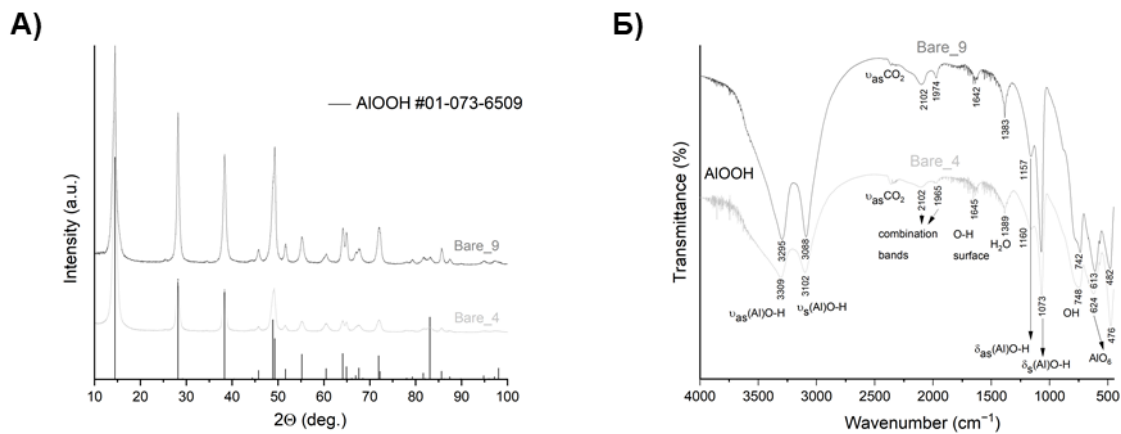 А)
AlOOH #01-073-6509
Bare_9
Bare_4
Intensity (a.u.)
10 20 30 40 50 60 70 80 90 100
2Θ (deg.)
Б)
Bare_9
υasCO2
2102
1974
1642
1383
1157
AlOOH
Bare_4
υasCO2
2102
1965
1645
1389
1160
combination
bands
O-H
surface
H2O
3295
3088
3309
3102
υas(Al)O-H
υs(Al)O-H
1073
742
748
OH
613
624
482
476
δas(Al)O-H
δs(Al)O-H
AlO6
Transmittance (%)
4000 3500 3000 2500 2000 1500 1000 500
Wavenumber (cm⁻¹)